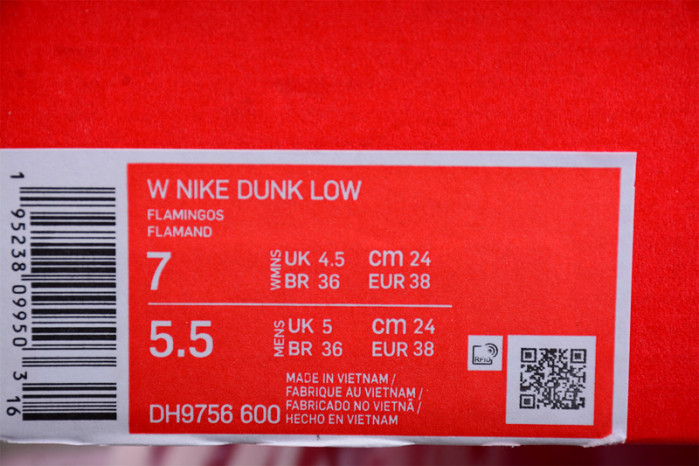 W NIKE DUNK LOW
FLAMINGOS
FLAMAND
7 WMNS UK 4.5 cm 24
BR 36 EUR 38
5.5 MENS UK 5 cm 24
BR 36 EUR 38
MADE IN VIETNAM /
FABRIQUE AU VIETNAM /
FABRICADO NO VIETNÃ /
HECHO EN VIETNAM
DH9756 600
RFID
1 95238 09950 3 16